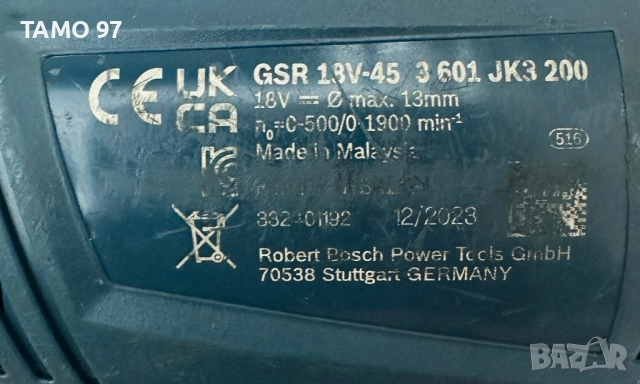 TAMO 97
CE UK CA
GSR 18V-45 3 601 JK3 200
18V ⎓ Ø max. 13mm
n₀=0-500/0-1900 min⁻¹
Made in Malaysia
516
12/2023
Robert Bosch Power Tools GmbH
70538 Stuttgart GERMANY
BAZAR